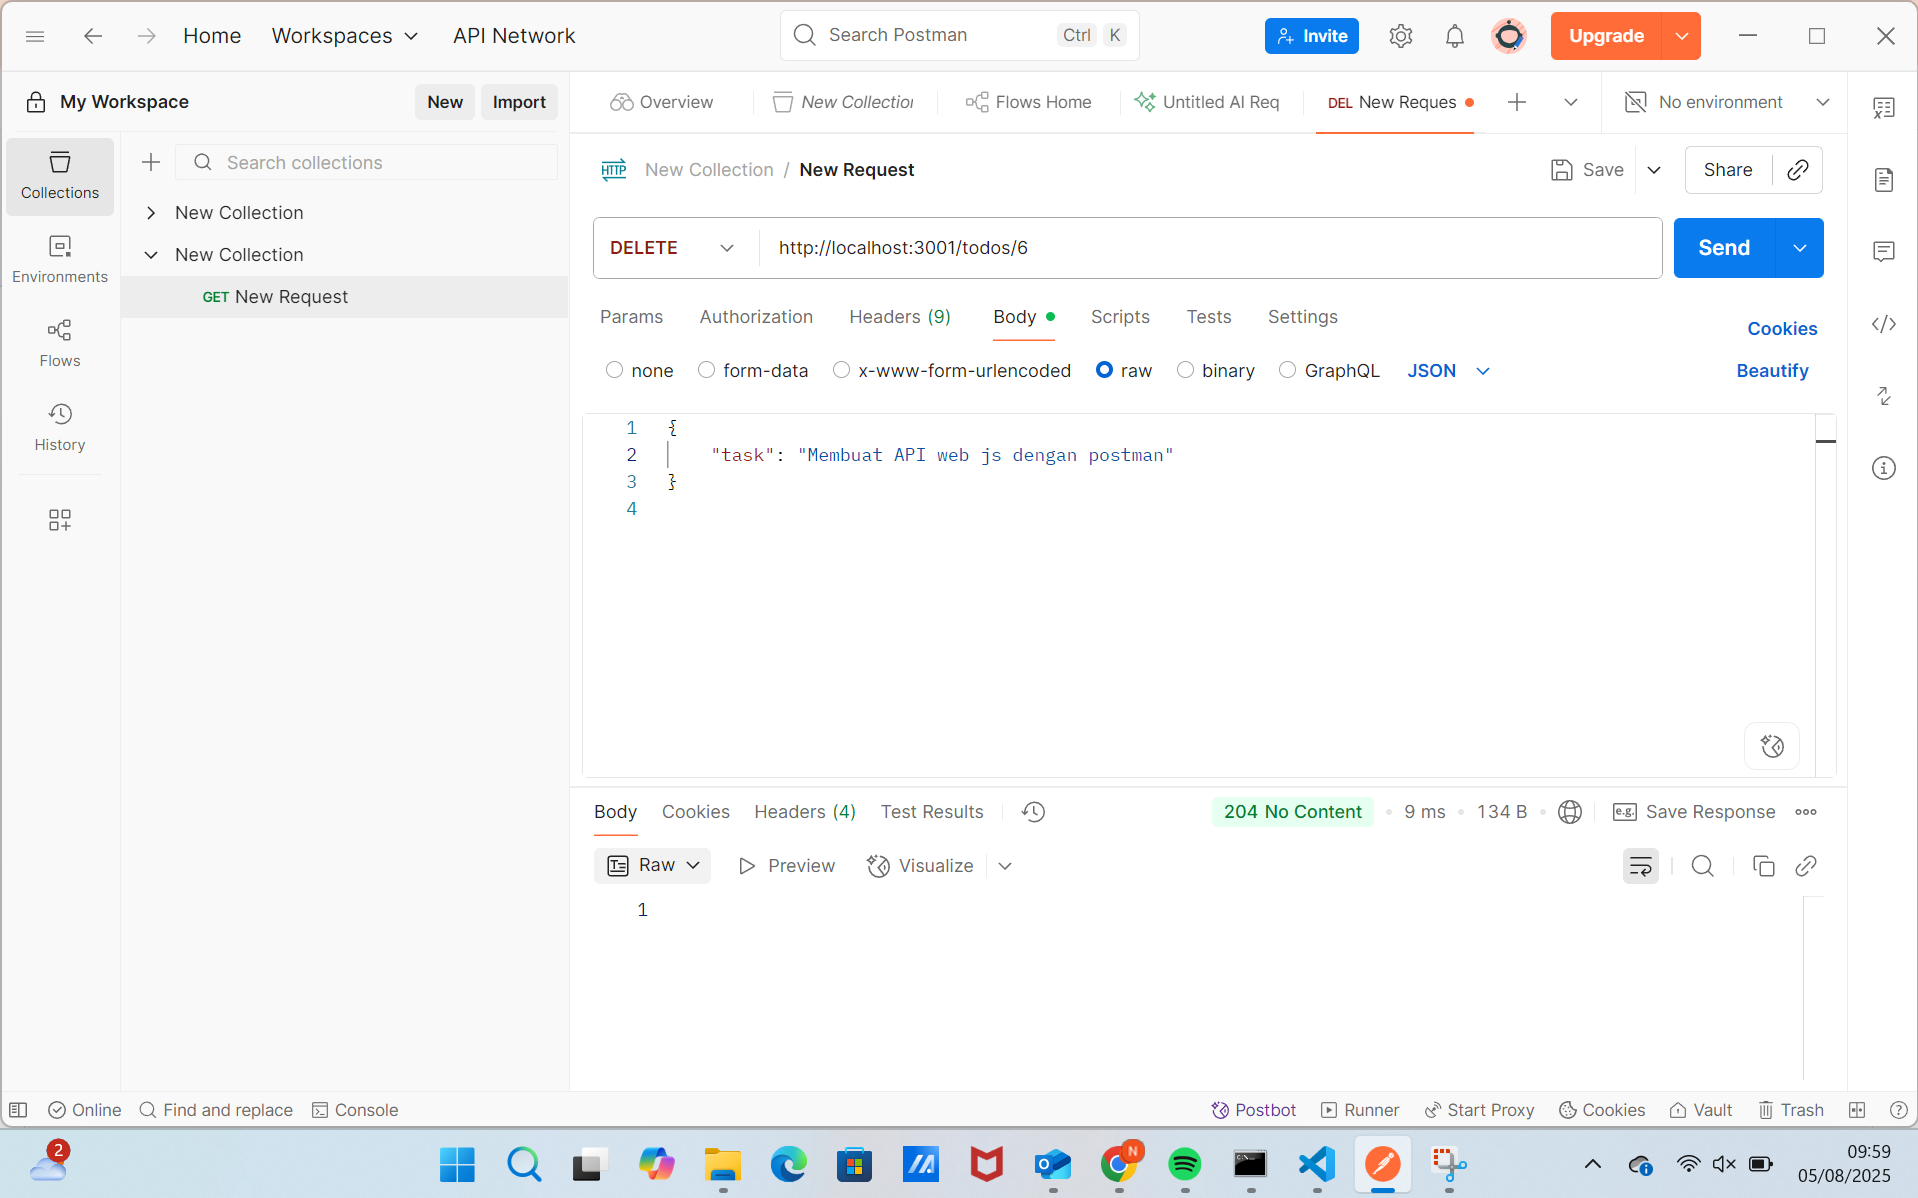 Home Workspaces API Network Search Postman Ctrl K Invite Upgrade
My Workspace New Import
Overview New Collection Flows Home Untitled AI Req DEL New Reques No environment
Collections
Environments
Flows
History
Search collections
New Collection
New Collection
GET New Request
HTTP New Collection / New Request Save Share
DELETE http://localhost:3001/todos/6 Send
Params Authorization Headers (9) Body Scripts Tests Settings Cookies
none form-data x-www-form-urlencoded raw binary GraphQL JSON Beautify
1 {
2 "task": "Membuat API web js dengan postman"
3 }
4
Body Cookies Headers (4) Test Results 204 No Content 9 ms 134 B e.g. Save Response
Raw Preview Visualize
1
Online Find and replace Console Postbot Runner Start Proxy Cookies Vault Trash
2
N
09:59
05/08/2025